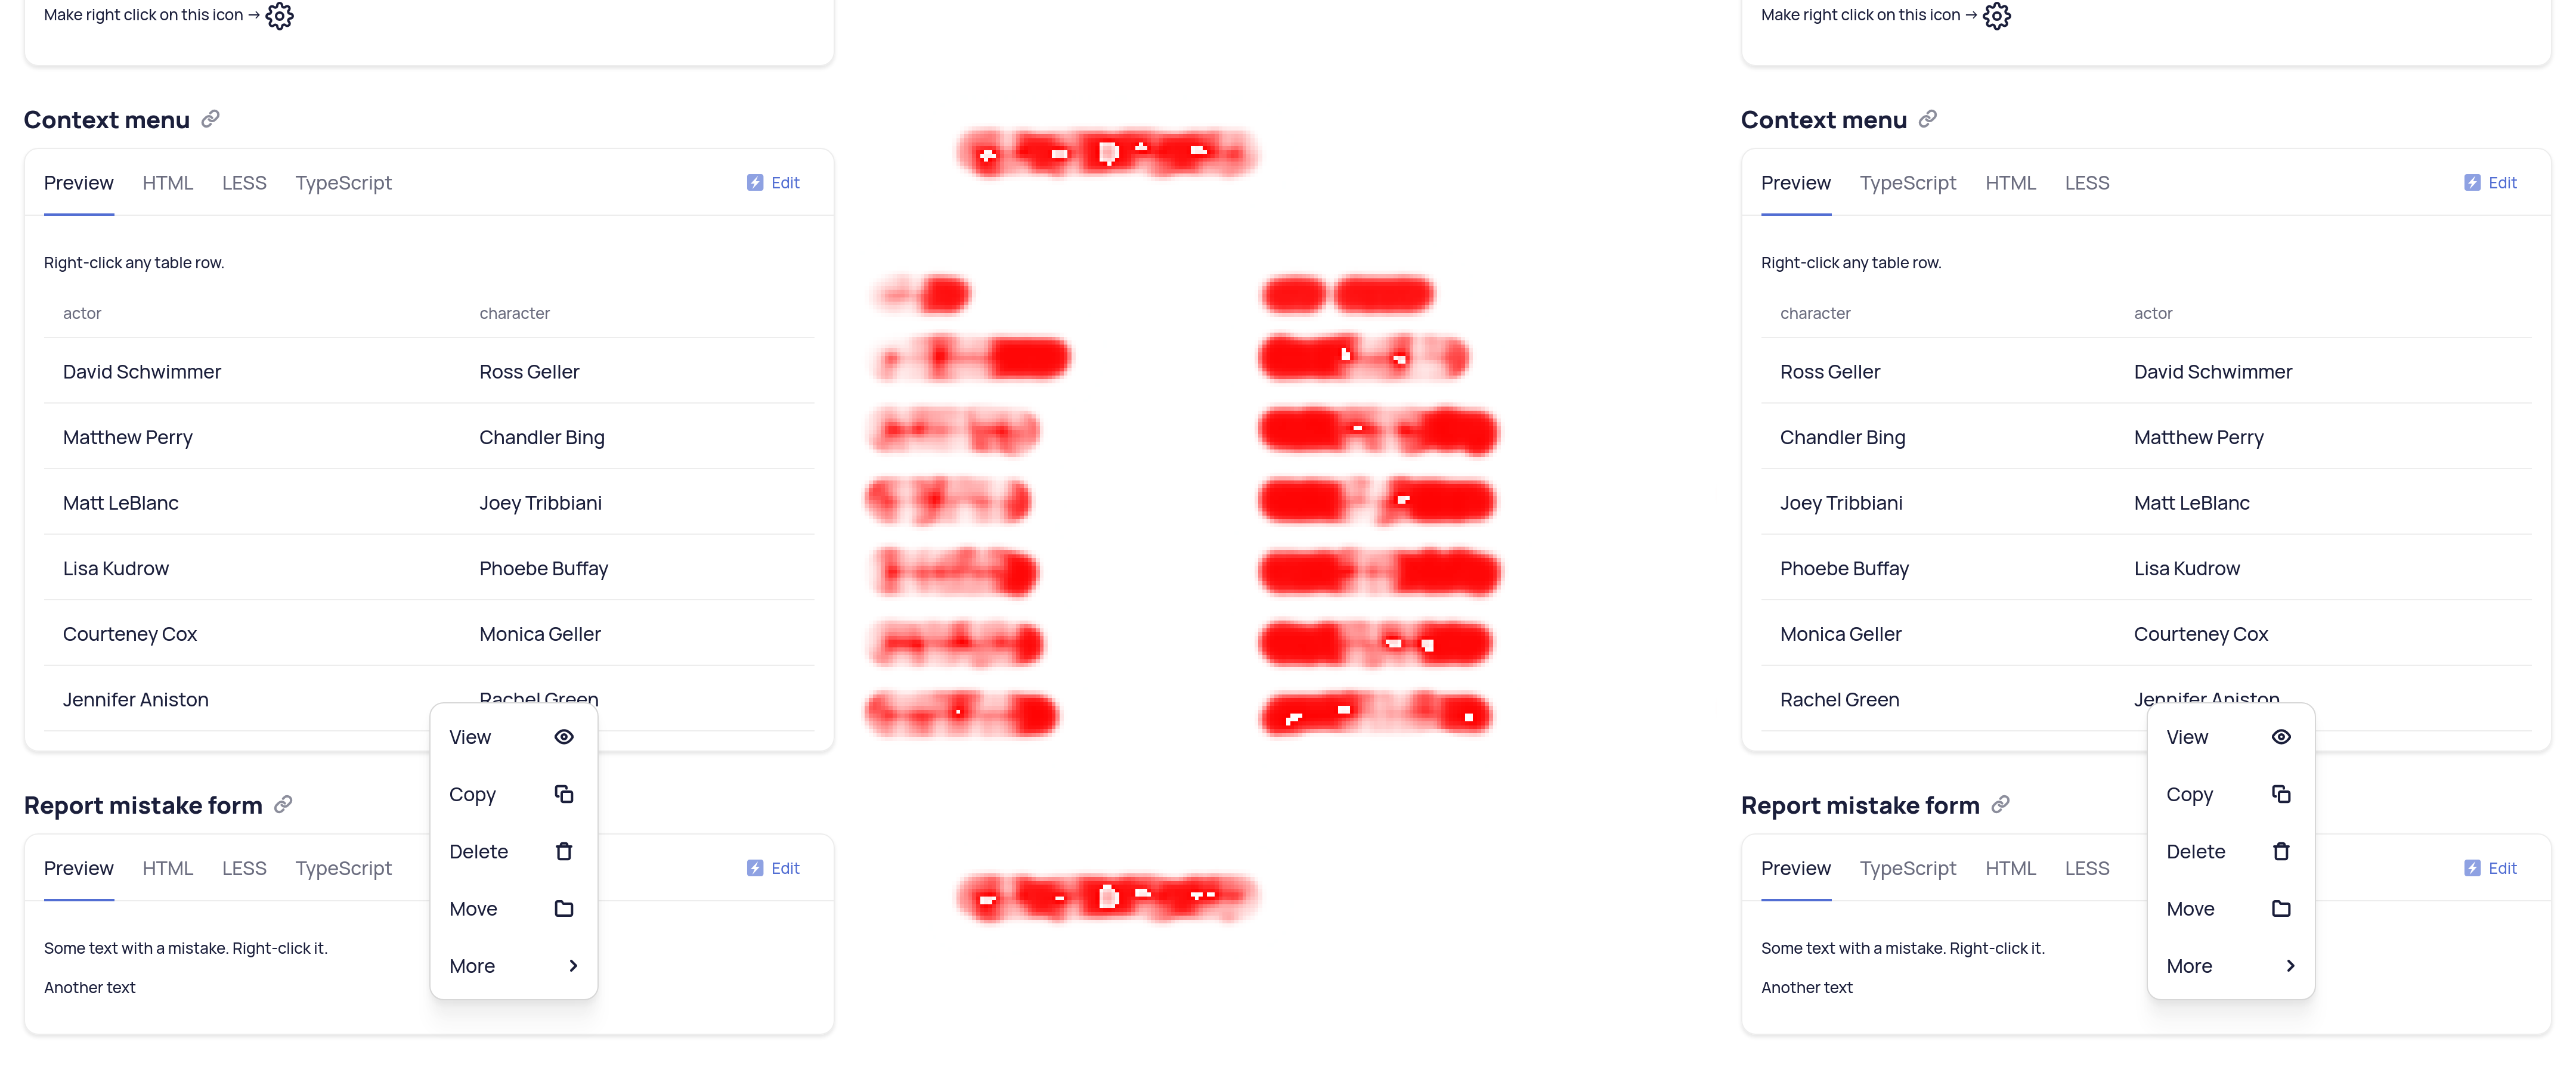 Make right click on this icon →
Context menu
Preview HTML LESS TypeScript Edit
Right-click any table row.
actor character
David Schwimmer Ross Geller
Matthew Perry Chandler Bing
Matt LeBlanc Joey Tribbiani
Lisa Kudrow Phoebe Buffay
Courteney Cox Monica Geller
Jennifer Aniston Rachel Green
View
Copy
Delete
Move
More
Report mistake form
Preview HTML LESS TypeScript Edit
Some text with a mistake. Right-click it.
Another text
Make right click on this icon →
Context menu
Preview TypeScript HTML LESS Edit
Right-click any table row.
character actor
Ross Geller David Schwimmer
Chandler Bing Matthew Perry
Joey Tribbiani Matt LeBlanc
Phoebe Buffay Lisa Kudrow
Monica Geller Courteney Cox
Rachel Green Jennifer Aniston
View
Copy
Delete
Move
More
Report mistake form
Preview TypeScript HTML LESS Edit
Some text with a mistake. Right-click it.
Another text